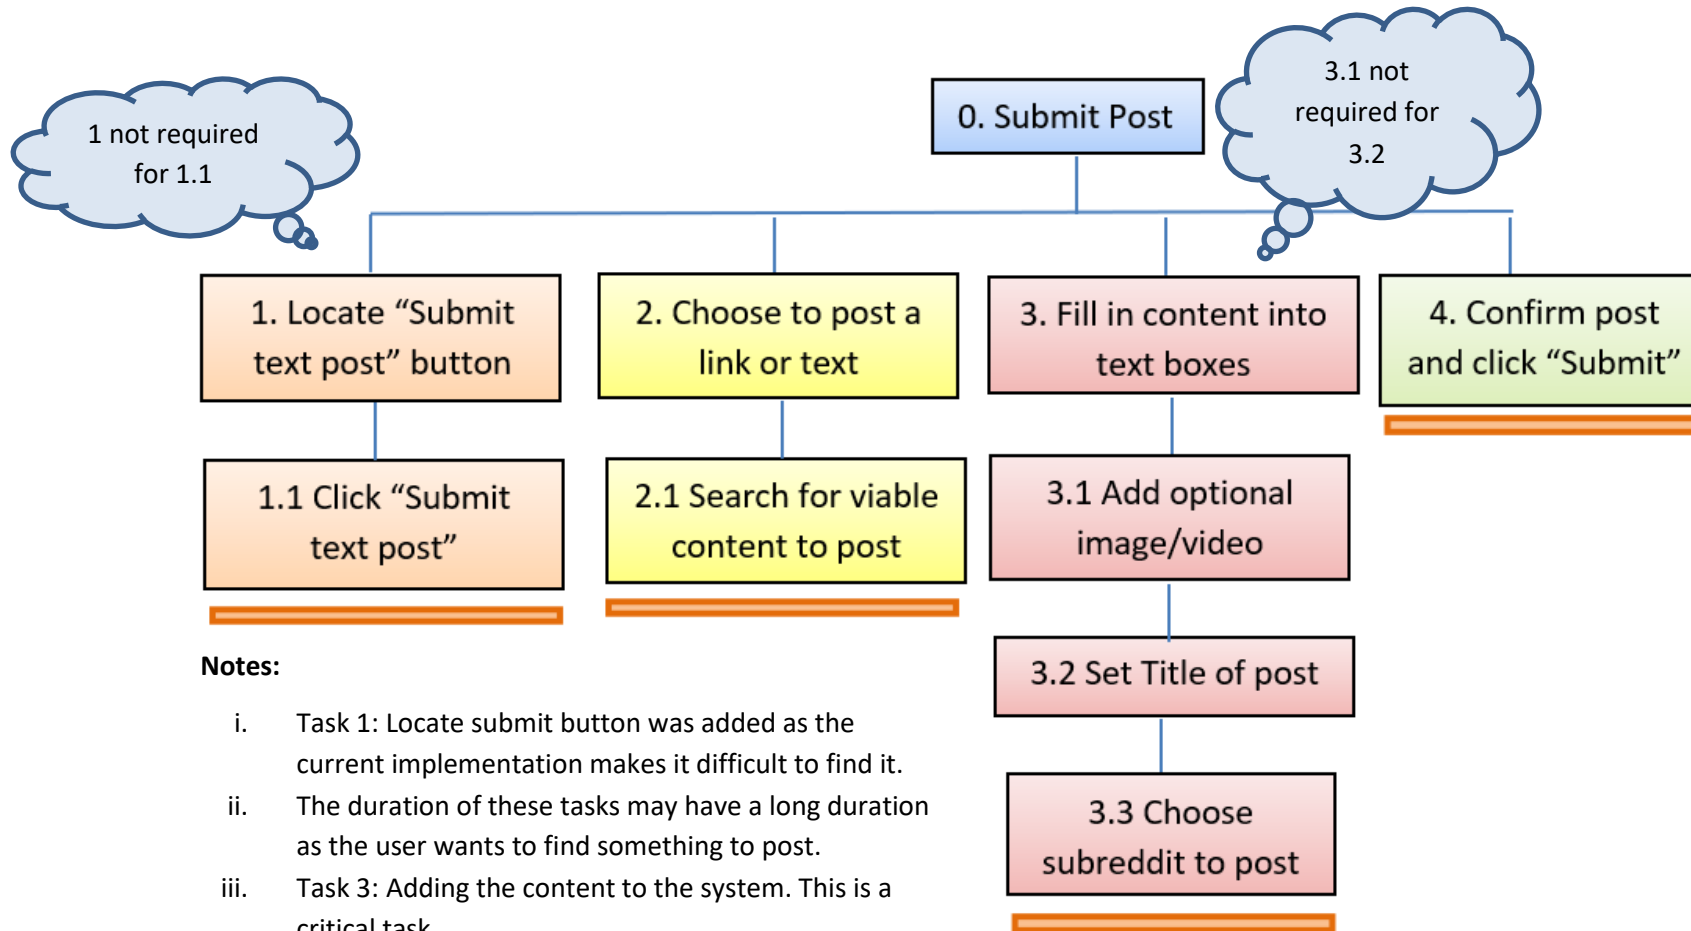 1 not required
for 1.1
0. Submit Post
3.1 not
required for
3.2
1. Locate “Submit
text post” button
2. Choose to post a
link or text
3. Fill in content into
text boxes
4. Confirm post
and click “Submit”
1.1 Click “Submit
text post”
2.1 Search for viable
content to post
3.1 Add optional
image/video
3.2 Set Title of post
3.3 Choose
subreddit to post
Notes:
i. Task 1: Locate submit button was added as the
current implementation makes it difficult to find it.
ii. The duration of these tasks may have a long duration
as the user wants to find something to post.
iii. Task 3: Adding the content to the system. This is a
critical task